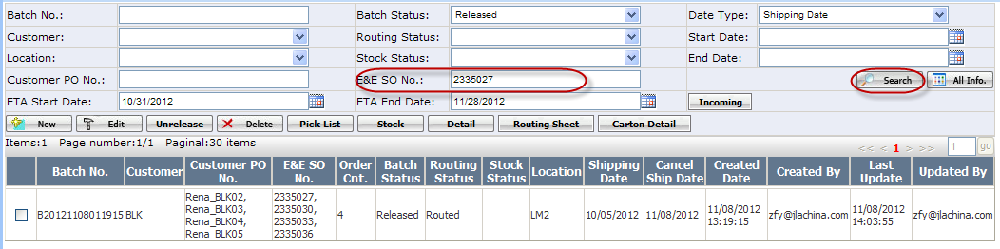 Batch No.: Batch Status: Released Date Type: Shipping Date
Customer: Routing Status: Start Date:
Location: Stock Status: End Date:
Customer PO No.: E&E SO No.: 2335027 Search All Info.
ETA Start Date: 10/31/2012 ETA End Date: 11/28/2012 Incoming
New Edit Unrelease Delete Pick List Stock Detail Routing Sheet Carton Detail
Items:1 Page number:1/1 Paginal:30 items << < 1 > >> 1 go
Batch No. Customer Customer PO No. E&E SO No. Order Cnt. Batch Status Routing Status Stock Status Location Shipping Date Cancel Ship Date Created Date Created By Last Update Updated By
B20121108011915 BLK Rena_BLK02, Rena_BLK03, Rena_BLK04, Rena_BLK05 2335027, 2335030, 2335033, 2335036 4 Released Routed LM2 10/05/2012 11/08/2012 11/08/2012 13:19:15 zfy@jlachina.com 11/08/2012 14:03:55 zfy@jlachina.com